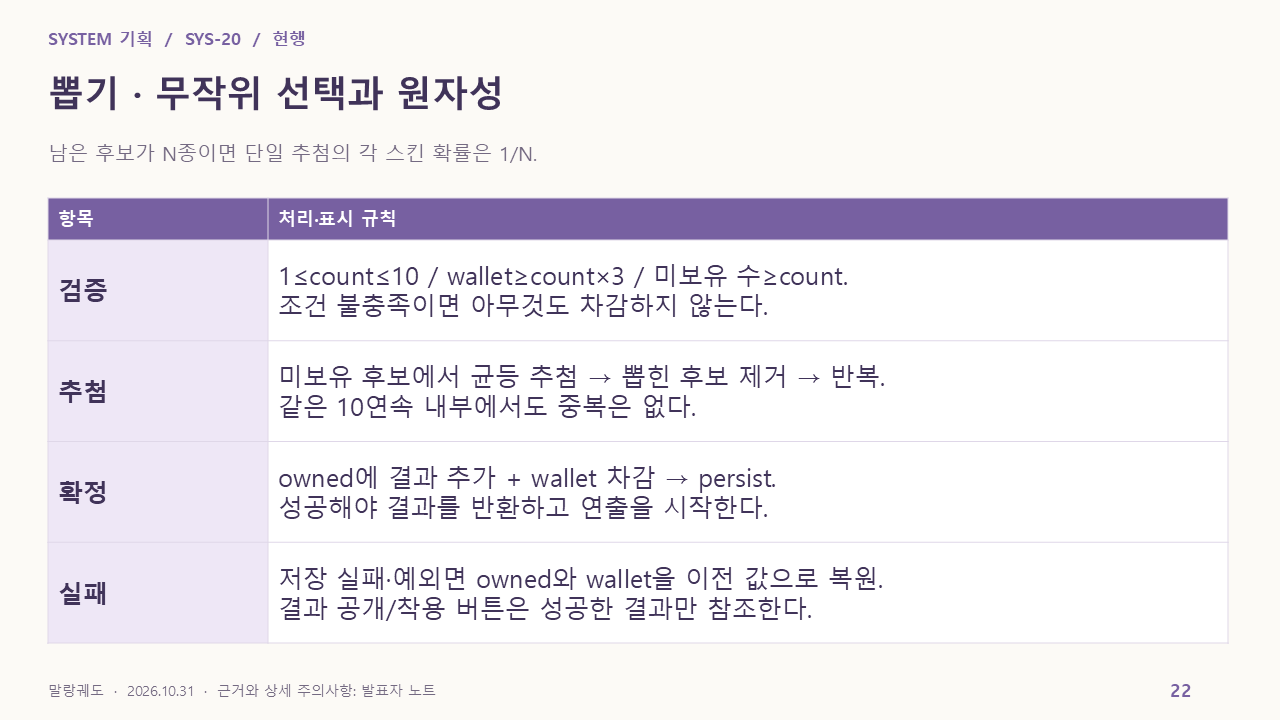 SYSTEM 기획 / SYS-20 / 현행
뽑기 · 무작위 선택과 원자성
남은 후보가 N종이면 단일 추첨의 각 스킨 확률은 1/N.
항목
처리·표시 규칙
검증
1≤count≤10 / wallet≥count×3 / 미보유 수≥count.
조건 불충족이면 아무것도 차감하지 않는다.
추첨
미보유 후보에서 균등 추첨 → 뽑힌 후보 제거 → 반복.
같은 10연속 내부에서도 중복은 없다.
확정
owned에 결과 추가 + wallet 차감 → persist.
성공해야 결과를 반환하고 연출을 시작한다.
실패
저장 실패·예외면 owned와 wallet을 이전 값으로 복원.
결과 공개/착용 버튼은 성공한 결과만 참조한다.
말랑궤도 · 2026.10.31 · 근거와 상세 주의사항: 발표자 노트
22